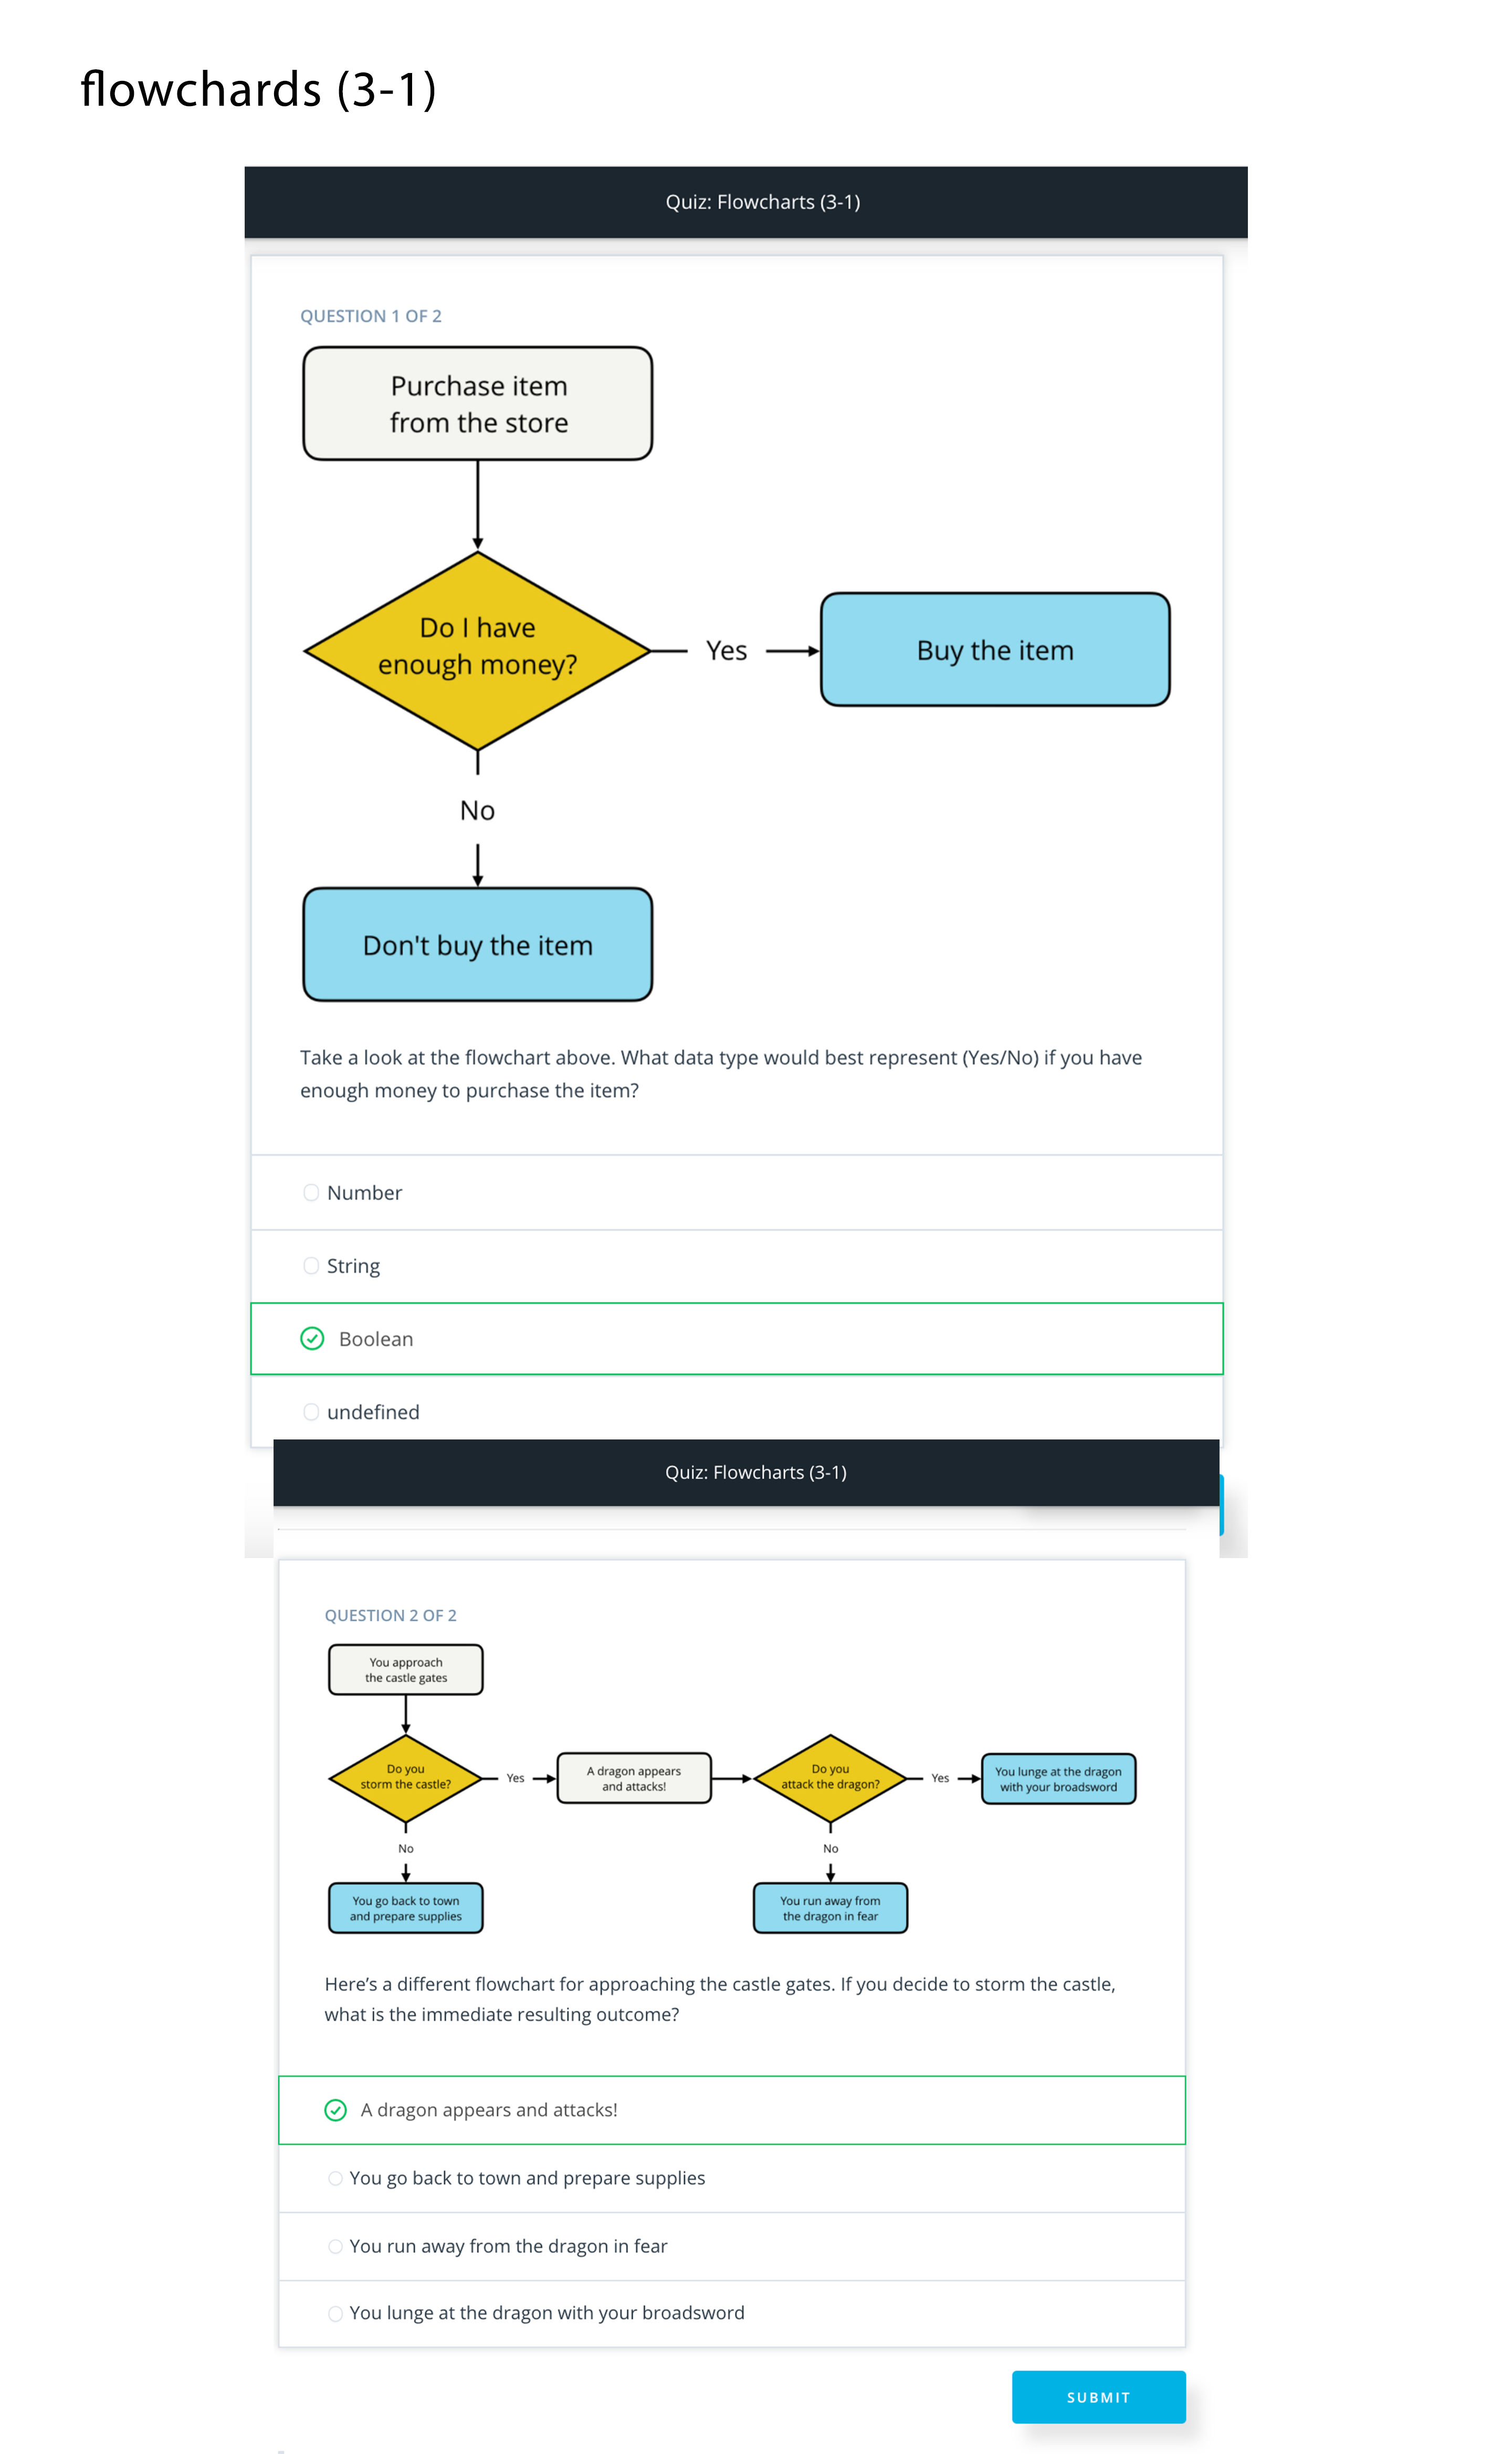 flowchards (3-1)
Quiz: Flowcharts (3-1)
QUESTION 1 OF 2
Purchase item
from the store
Do I have
enough money?
Yes
Buy the item
No
Don't buy the item
Take a look at the flowchart above. What data type would best represent (Yes/No) if you have
enough money to purchase the item?
Number
String
Boolean
undefined
Quiz: Flowcharts (3-1)
QUESTION 2 OF 2
You approach
the castle gates
Do you
storm the castle?
Yes
A dragon appears
and attacks!
Do you
attack the dragon?
Yes
You lunge at the dragon
with your broadsword
No
No
You go back to town
and prepare supplies
You run away from
the dragon in fear
Here’s a different flowchart for approaching the castle gates. If you decide to storm the castle,
what is the immediate resulting outcome?
A dragon appears and attacks!
You go back to town and prepare supplies
You run away from the dragon in fear
You lunge at the dragon with your broadsword
SUBMIT